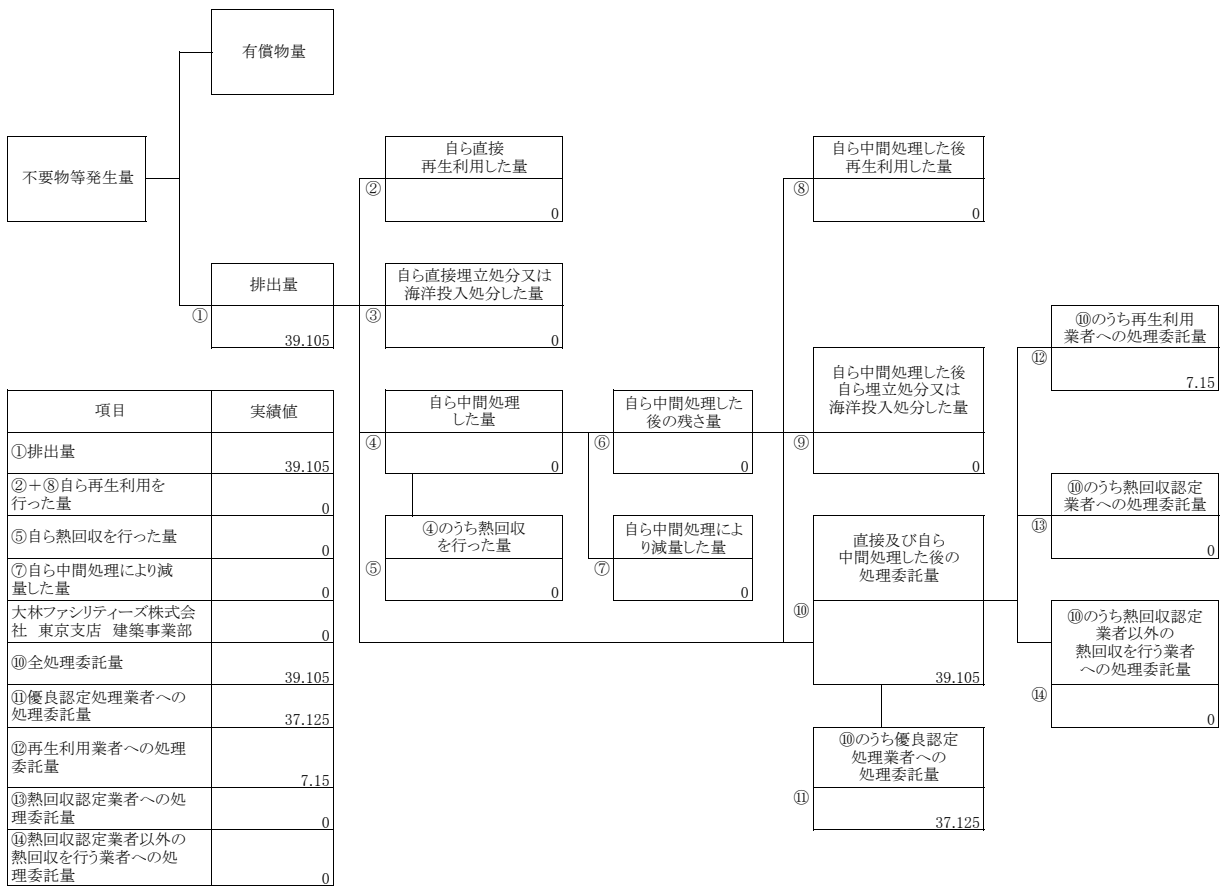 有償物量
不要物等発生量
自ら直接
再生利用した量
②
0
自ら中間処理した後
再生利用した量
⑧
0
排出量
①
39.105
自ら直接埋立処分又は
海洋投入処分した量
③
0
⑩のうち再生利用
業者への処理委託量
⑫
7.15
自ら中間処理
した量
④
0
自ら中間処理した
後の残さ量
⑥
0
自ら中間処理した後
自ら埋立処分又は
海洋投入処分した量
⑨
0
⑩のうち熱回収認定
業者への処理委託量
⑬
0
④のうち熱回収
を行った量
⑤
0
自ら中間処理によ
り減量した量
⑦
0
直接及び自ら
中間処理した後の
処理委託量
⑩
39.105
⑩のうち熱回収認定
業者以外の
熱回収を行う業者
への処理委託量
⑭
0
⑩のうち優良認定
処理業者への
処理委託量
⑪
37.125
項目 実績値
①排出量
39.105
②+⑧自ら再生利用を
行った量
0
⑤自ら熱回収を行った量
0
⑦自ら中間処理により減
量した量
0
大林ファシリティーズ株式会
社 東京支店 建築事業部
0
⑩全処理委託量
39.105
⑪優良認定処理業者への
処理委託量
37.125
⑫再生利用業者への処理
委託量
7.15
⑬熱回収認定業者への処
理委託量
0
⑭熱回収認定業者以外の
熱回収を行う業者への処
理委託量
0